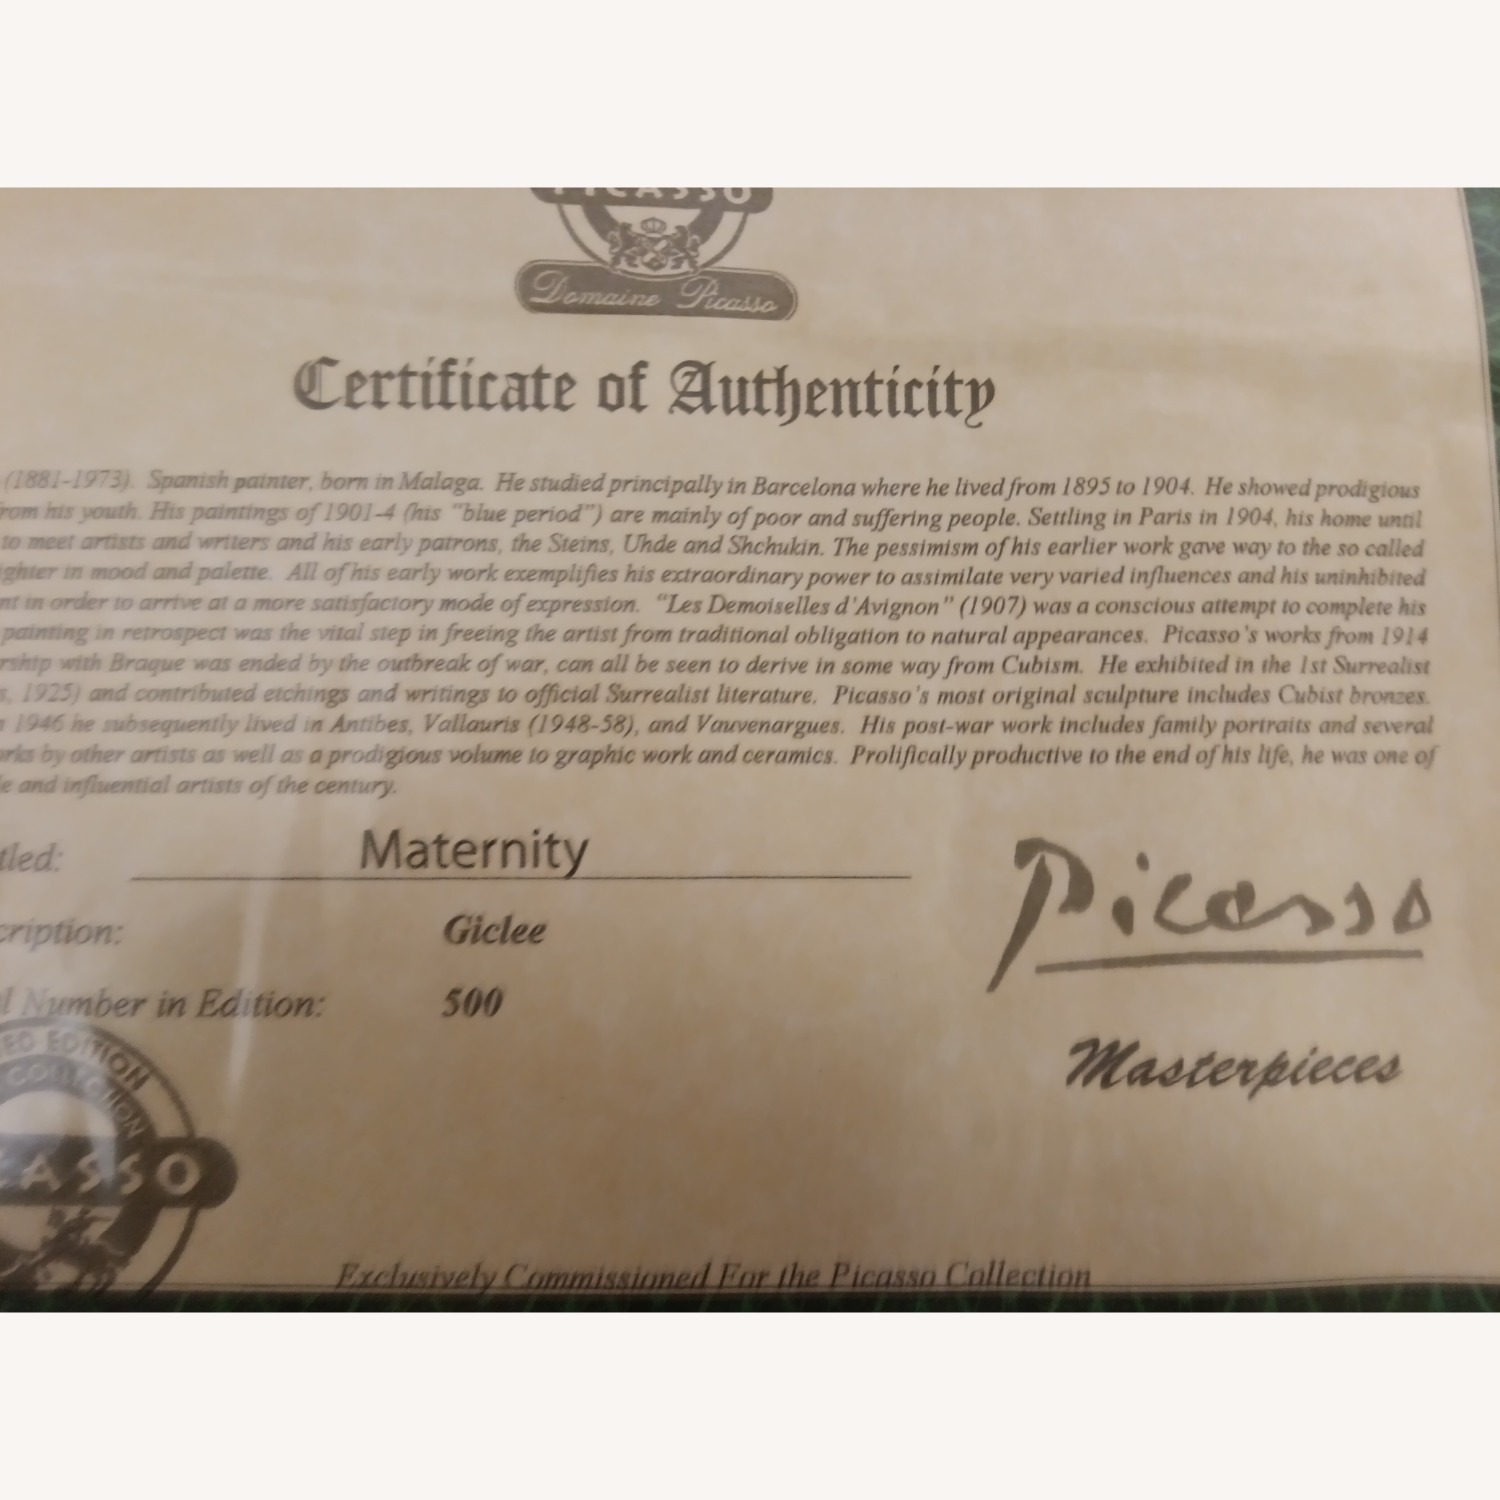 PICASSO
Domaine Picasso
Certificate of Authenticity
(1881-1973). Spanish painter, born in Malaga. He studied principally in Barcelona where he lived from 1895 to 1904. He showed prodigious
from his youth. His paintings of 1901-4 (his "blue period") are mainly of poor and suffering people. Settling in Paris in 1904, his home until
to meet artists and writers and his early patrons, the Steins, Uhde and Shchukin. The pessimism of his earlier work gave way to the so called
ghter in mood and palette. All of his early work exemplifies his extraordinary power to assimilate very varied influences and his uninhibited
nt in order to arrive at a more satisfactory mode of expression. "Les Demoiselles d'Avignon" (1907) was a conscious attempt to complete his
painting in retrospect was the vital step in freeing the artist from traditional obligation to natural appearances. Picasso's works from 1914
rship with Braque was ended by the outbreak of war, can all be seen to derive in some way from Cubism. He exhibited in the 1st Surrealist
s, 1925) and contributed etchings and writings to official Surrealist literature. Picasso's most original sculpture includes Cubist bronzes.
1946 he subsequently lived in Antibes, Vallauris (1948-58), and Vauvenargues. His post-war work includes family portraits and several
rks by other artists as well as a prodigious volume to graphic work and ceramics. Prolifically productive to the end of his life, he was one of
e and influential artists of the century.
tled: Maternity
cription: Giclee
l Number in Edition: 500
Picasso
Masterpieces
ED EDITION
COLLECTION
CASSO
Exclusively Commissioned For the Picasso Collection